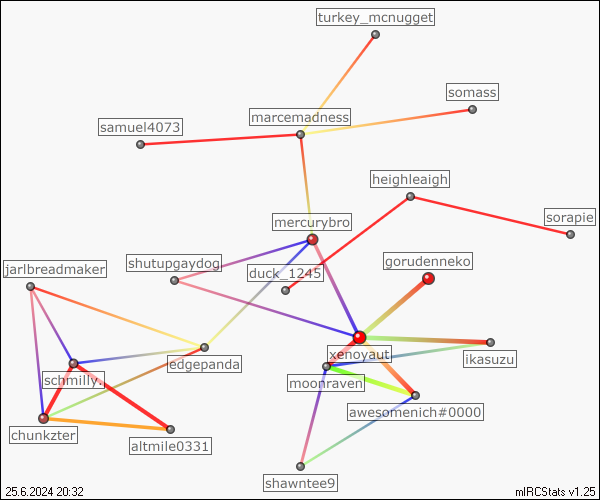 turkey_mcnugget
somass
marcemadness
samuel4073
heighleaigh
sorapie
mercurybro
shutupgaydog.
gorudenneko
jarlbreadmaker
duck_1245
xenoyaut
ikasuzu
edgepanda
schmilly.
moonraven
awesomenich#0000
chunkzter
altmile0331
shawntee9
25.6.2024 20:32
mIRCStats v1.25